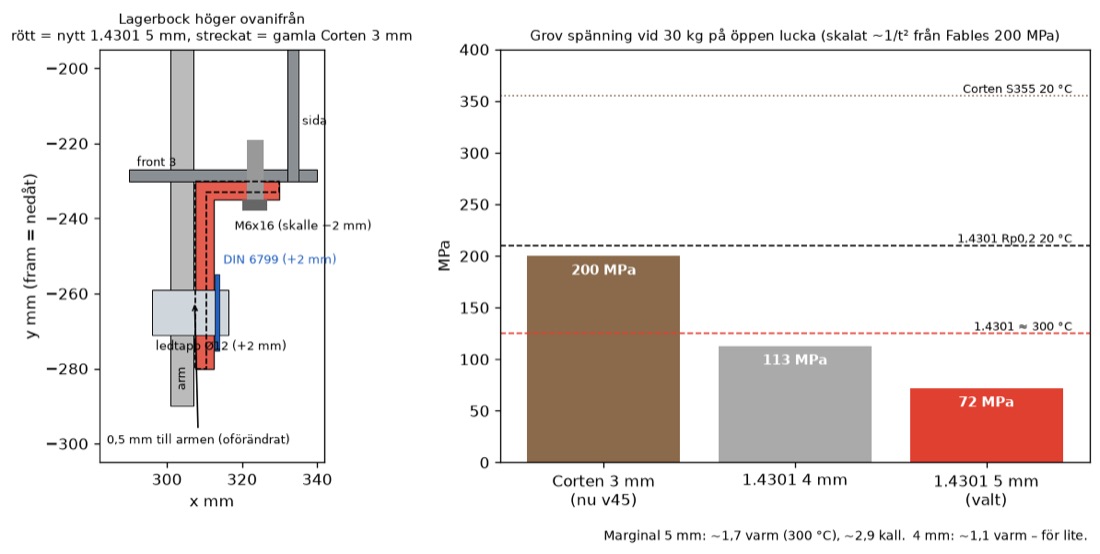 Lagerbock höger ovanifrån
rött = nytt 1.4301 5 mm, streckat = gamla Corten 3 mm
y mm (fram = nedåt)
−200
−220
−240
−260
−280
−300
front 3
sida
M6x16 (skalle −2 mm)
DIN 6799 (+2 mm)
ledtapp Ø12 (+2 mm)
arm
0,5 mm till armen (oförändrat)
300
320
340
x mm
Grov spänning vid 30 kg på öppen lucka (skalat ~1/t² från Fables 200 MPa)
MPa
400
350
300
250
200
150
100
50
0
Corten S355 20 °C
1.4301 Rp0,2 20 °C
1.4301 ≈ 300 °C
200 MPa
113 MPa
72 MPa
Corten 3 mm
(nu v45)
1.4301 4 mm
1.4301 5 mm
(valt)
Marginal 5 mm: ~1,7 varm (300 °C), ~2,9 kall. 4 mm: ~1,1 varm – för lite.